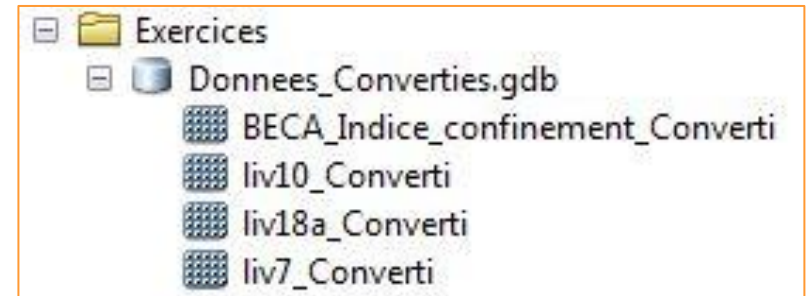 Exercices
Donnees_Converties.gdb
BECA_Indice_confinement_Converti
liv10_Converti
liv18a_Converti
liv7_Converti